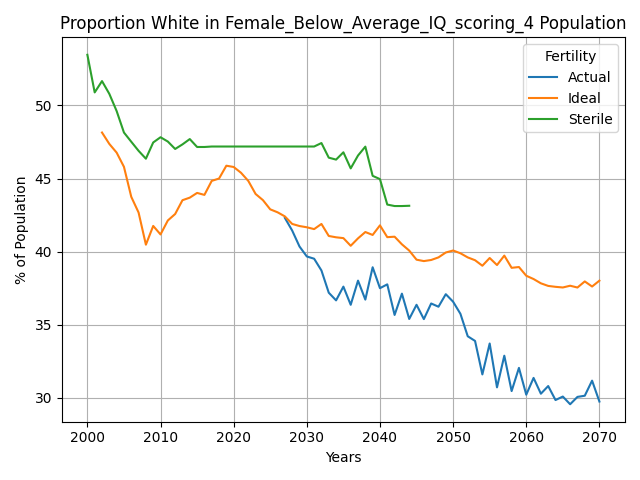 Proportion White in Female_Below_Average_IQ_scoring_4 Population
Fertility
Actual
Ideal
Sterile
% of Population
50
45
40
35
30
2000 2010 2020 2030 2040 2050 2060 2070
Years